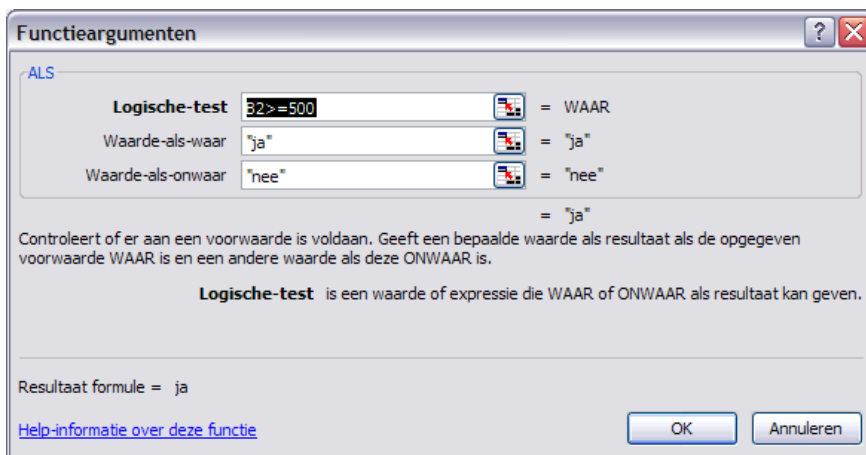 Functieargumenten
ALS
Logische-test B2>=500 = WAAR
Waarde-als-waar "ja" = "ja"
Waarde-als-onwaar "nee" = "nee"
= "ja"
Controleert of er aan een voorwaarde is voldaan. Geeft een bepaalde waarde als resultaat als de opgegeven
voorwaarde WAAR is en een andere waarde als deze ONWAAR is.
Logische-test is een waarde of expressie die WAAR of ONWAAR als resultaat kan geven.
Resultaat formule = ja
Help-informatie over deze functie OK Annuleren